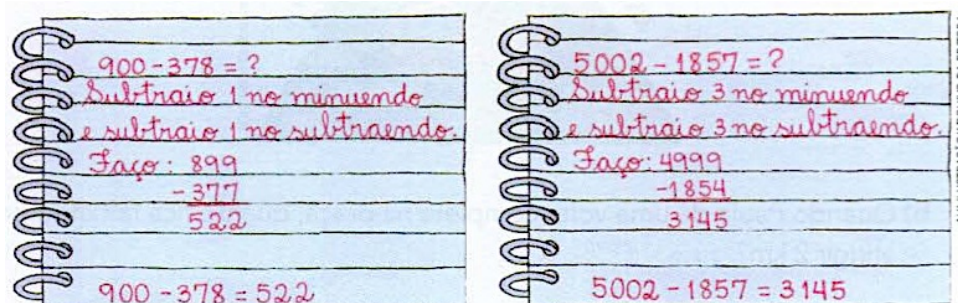 900 - 378 = ?
Subtraio 1 no minuendo
e subtraio 1 no subtraendo.
Faço: 899
-377
522
900 - 378 = 522
5002 - 1857 = ?
Subtraio 3 no minuendo
e subtraio 3 no subtraendo.
Faço: 4999
-1854
3145
5002 - 1857 = 3145